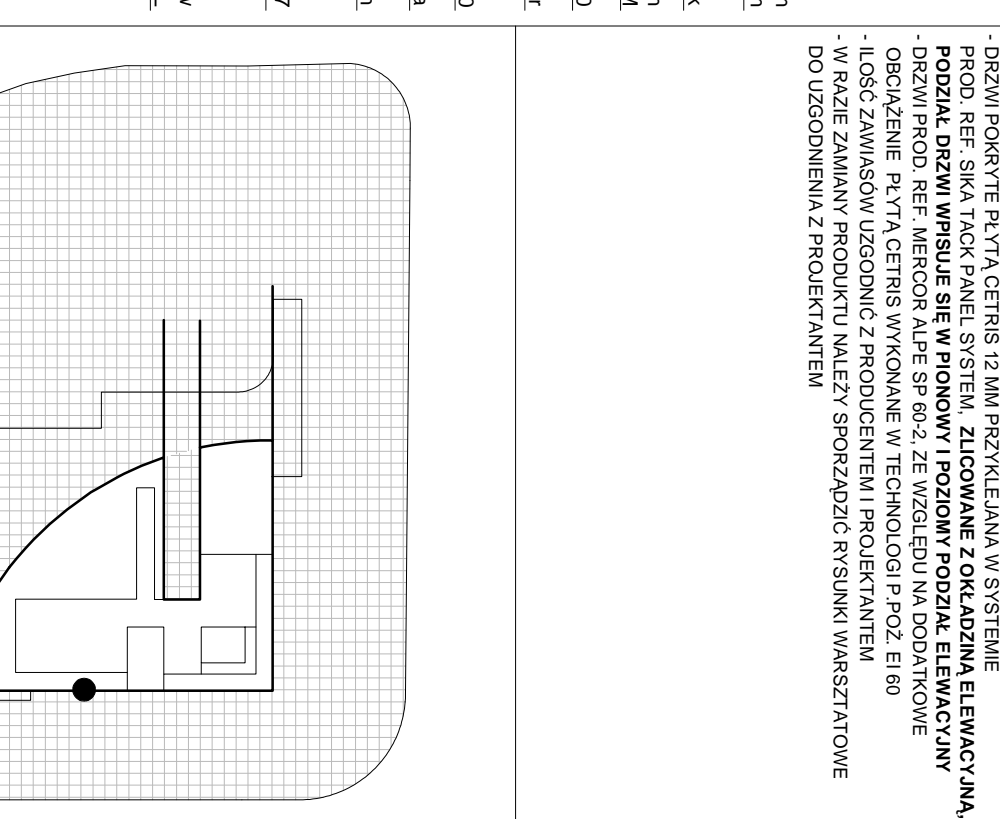 - DRZWI POKRYTE PŁYTĄ CETRIS 12 MM PRZYKLEJANA W SYSTEMIE
PROD. REF. SIKA TACK PANEL SYSTEM, ZLICOWANE Z OKŁADZINĄ ELEWACYJNĄ,
PODZIAŁ DRZWI WPISUJE SIĘ W PIONOWY I POZIOMY PODZIAŁ ELEWACYJNY
- DRZWI PROD. REF. MERCOR ALPE SP 60-2, ZE WZGLĘDU NA DODATKOWE
OBCIĄŻENIE PŁYTĄ CETRIS WYKONANE W TECHNOLOGI P.POŻ. EI 60
- ILOŚĆ ZAWIASÓW UZGODNIĆ Z PRODUCENTEM I PROJEKTANTEM
- W RAZIE ZAMIANY PRODUKTU NALEŻY SPORZĄDZIĆ RYSUNKI WARSZTATOWE
DO UZGODNIENIA Z PROJEKTANTEM